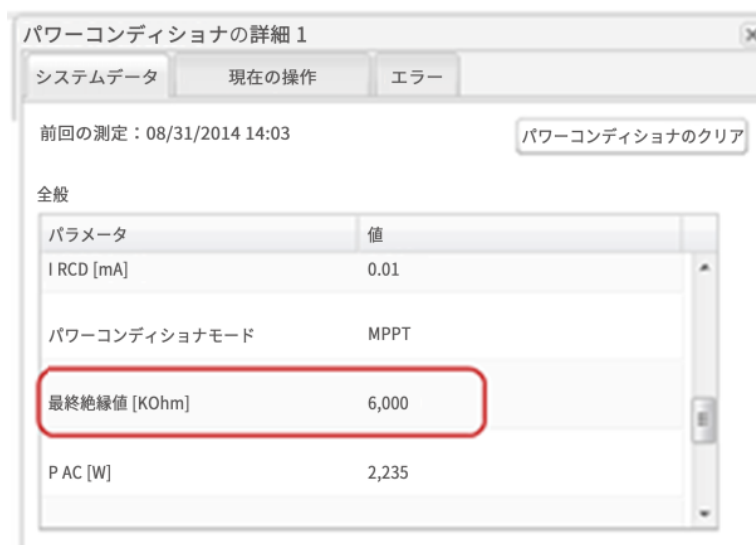 パワーコンディショナの詳細 1
システムデータ 現在の操作 エラー
前回の測定：08/31/2014 14:03 パワーコンディショナのクリア
全般
パラメータ 値
I RCD [mA] 0.01
パワーコンディショナモード MPPT
最終絶縁値 [KOhm] 6,000
P AC [W] 2,235